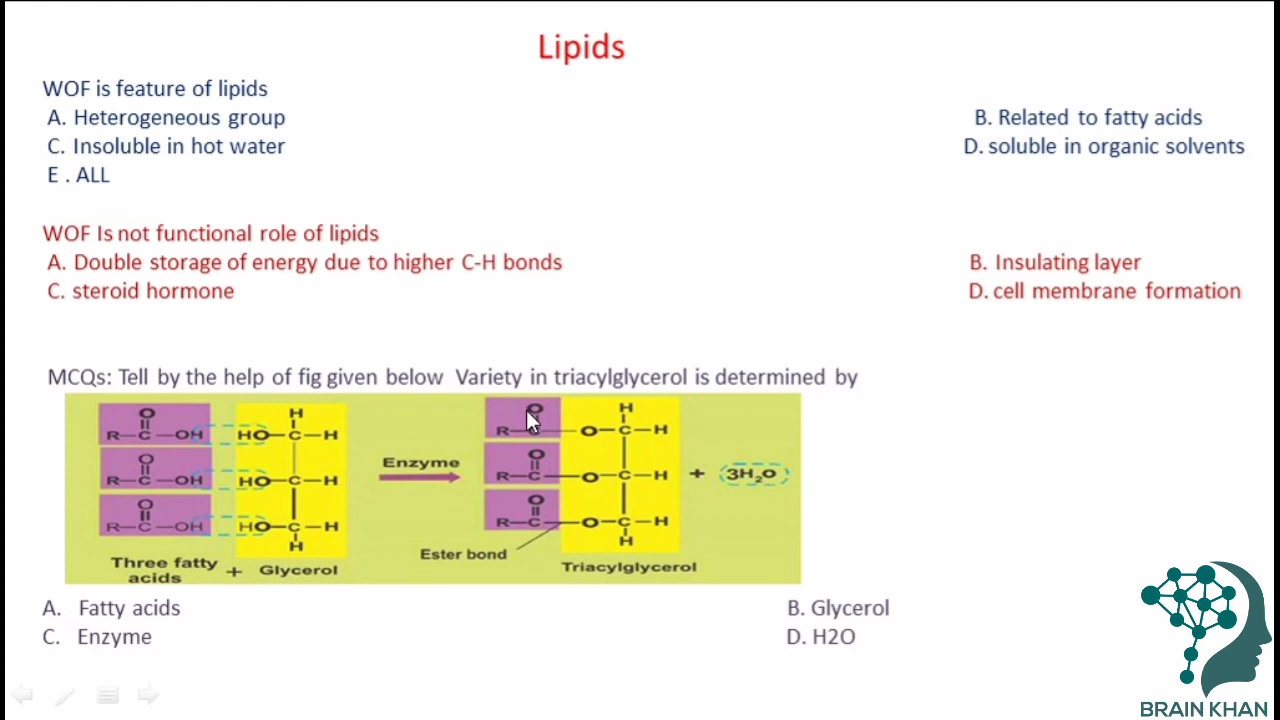 Lipids
WOF is feature of lipids
A. Heterogeneous group B. Related to fatty acids
C. Insoluble in hot water D. soluble in organic solvents
E . ALL
WOF Is not functional role of lipids
A. Double storage of energy due to higher C-H bonds B. Insulating layer
C. steroid hormone D. cell membrane formation
MCQs: Tell by the help of fig given below Variety in triacylglycerol is determined by
O H H O
R—C—OH HO—C—H R—C—O—C—H
O O
R—C—OH HO—C—H Enzyme R—C—O—C—H + 3H₂O
O O
R—C—OH HO—C—H R—C—O—C—H
H H
Ester bond
Three fatty acids + Glycerol Triacylglycerol
A. Fatty acids B. Glycerol
C. Enzyme D. H2O
BRAIN KHAN